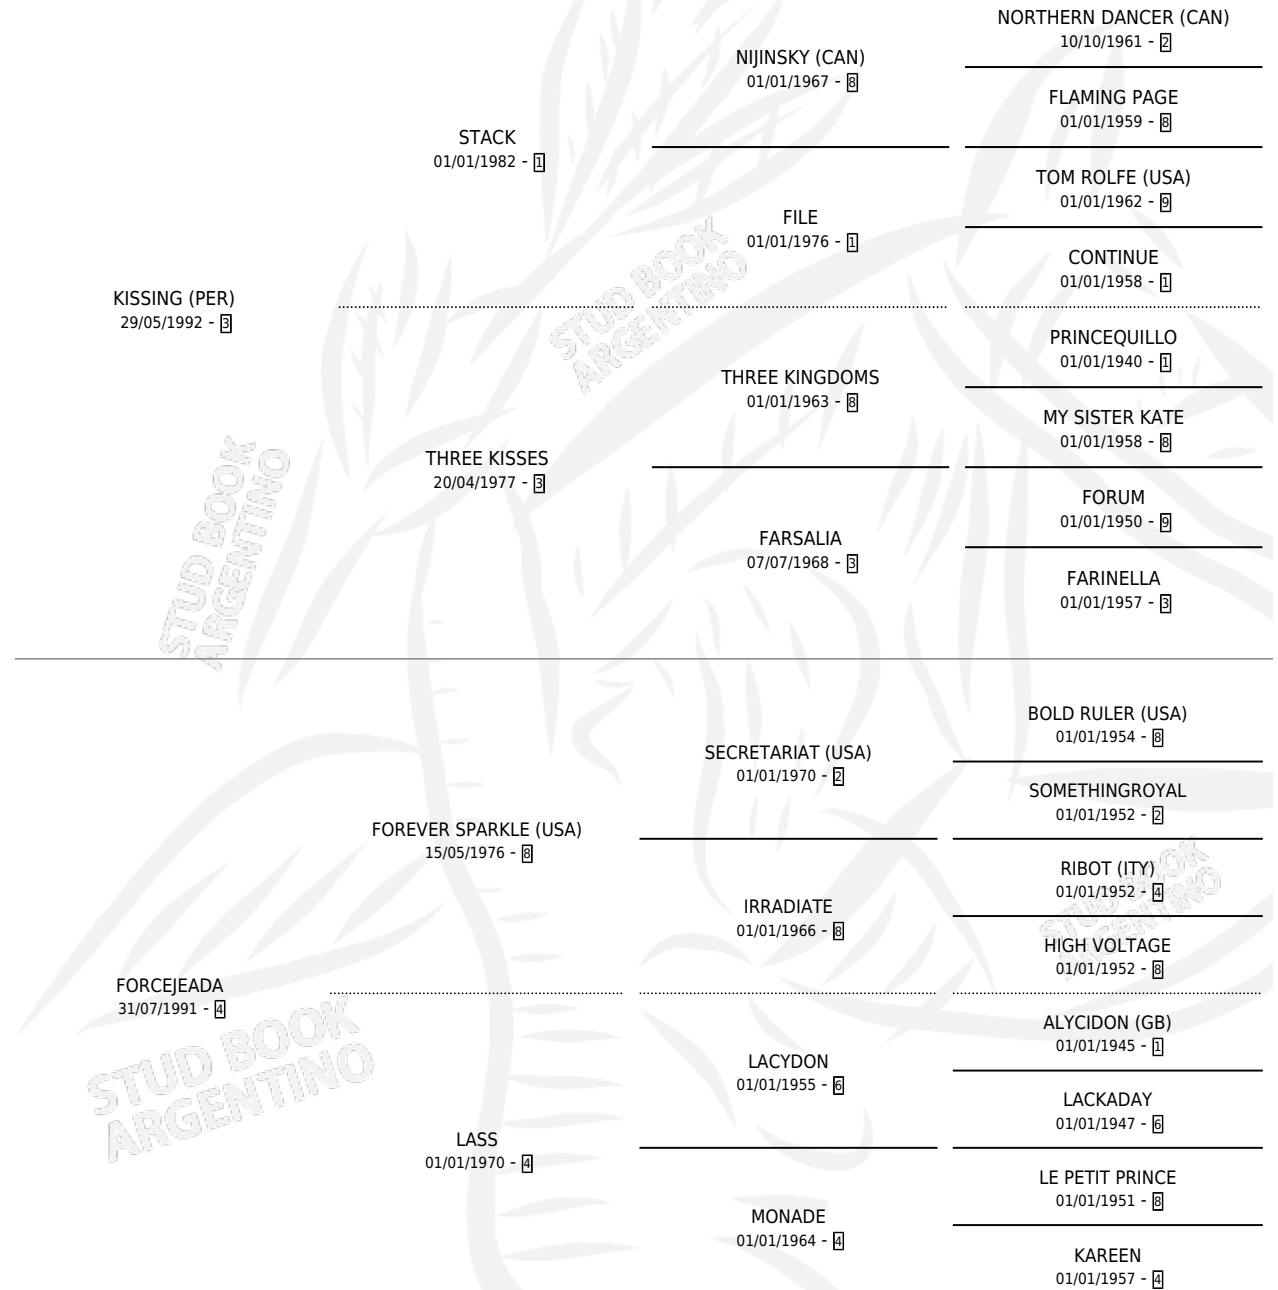 NORTHERN DANCER (CAN)
10/10/1961 - 2
NIJINSKY (CAN)
01/01/1967 - 8
FLAMING PAGE
01/01/1959 - 8
STACK
01/01/1982 - 1
TOM ROLFE (USA)
01/01/1962 - 9
FILE
01/01/1976 - 1
CONTINUE
01/01/1958 - 1
KISSING (PER)
29/05/1992 - 3
PRINCEQUILLO
01/01/1940 - 1
THREE KINGDOMS
01/01/1963 - 8
MY SISTER KATE
01/01/1958 - 8
THREE KISSES
20/04/1977 - 3
FORUM
01/01/1950 - 9
FARSALIA
07/07/1968 - 3
FARINELLA
01/01/1957 - 3
STUD BOOK
ARGENTINO
STUD BOOK
ARGENTINO
BOLD RULER (USA)
01/01/1954 - 8
SECRETARIAT (USA)
01/01/1970 - 2
SOMETHINGROYAL
01/01/1952 - 2
FOREVER SPARKLE (USA)
15/05/1976 - 8
RIBOT (ITY)
01/01/1952 - 4
IRRADIATE
01/01/1966 - 8
HIGH VOLTAGE
01/01/1952 - 8
STUD BOOK
ARGENTINO
FORCEJEADA
31/07/1991 - 4
ALYCIDON (GB)
01/01/1945 - 1
LACYDON
01/01/1955 - 6
LACKADAY
01/01/1947 - 6
STUD BOOK
ARGENTINO
LASS
01/01/1970 - 4
LE PETIT PRINCE
01/01/1951 - 8
MONADE
01/01/1964 - 4
KAREEN
01/01/1957 - 4